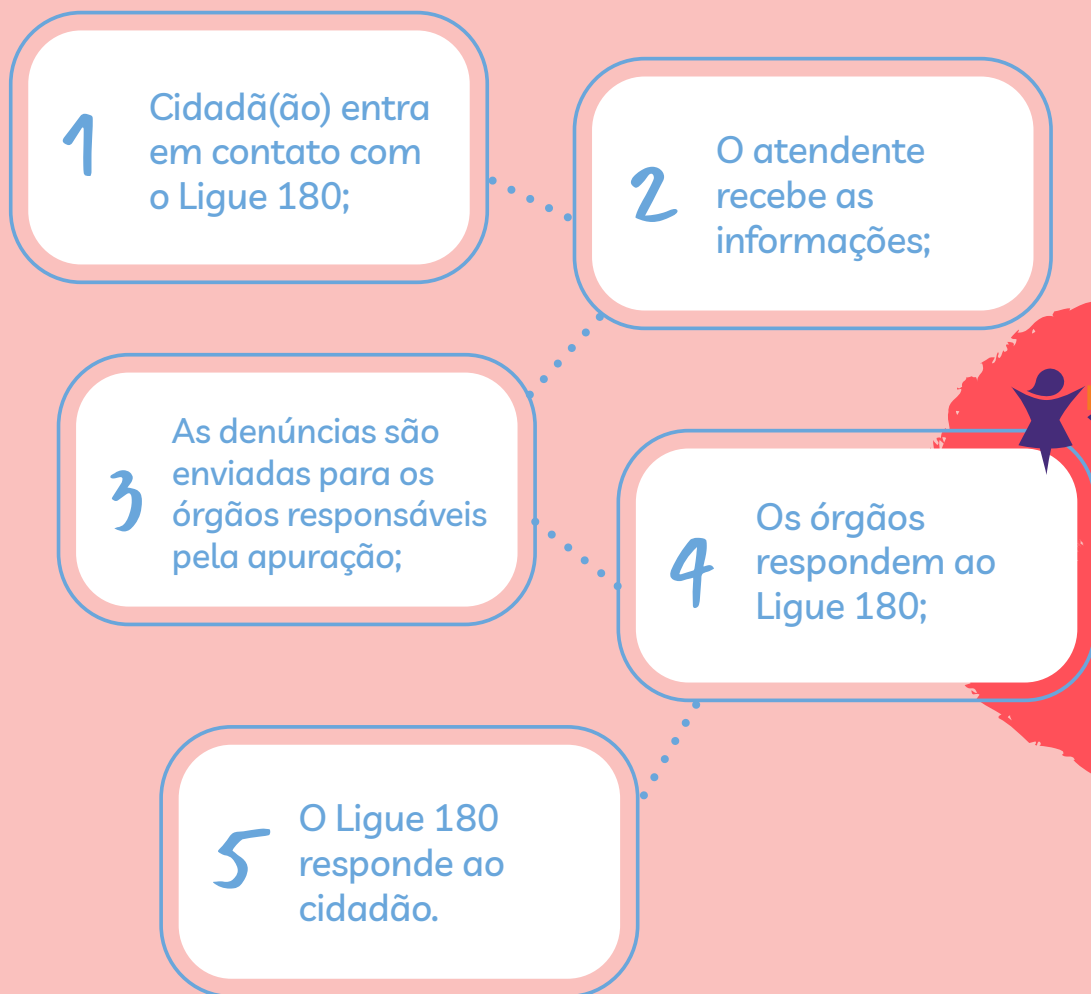 1
Cidadã(ão) entra
em contato com
o Ligue 180;
2
O atendente
recebe as
informações;
3
As denúncias são
enviadas para os
órgãos responsáveis
pela apuração;
4
Os órgãos
respondem ao
Ligue 180;
5
O Ligue 180
responde ao
cidadão.